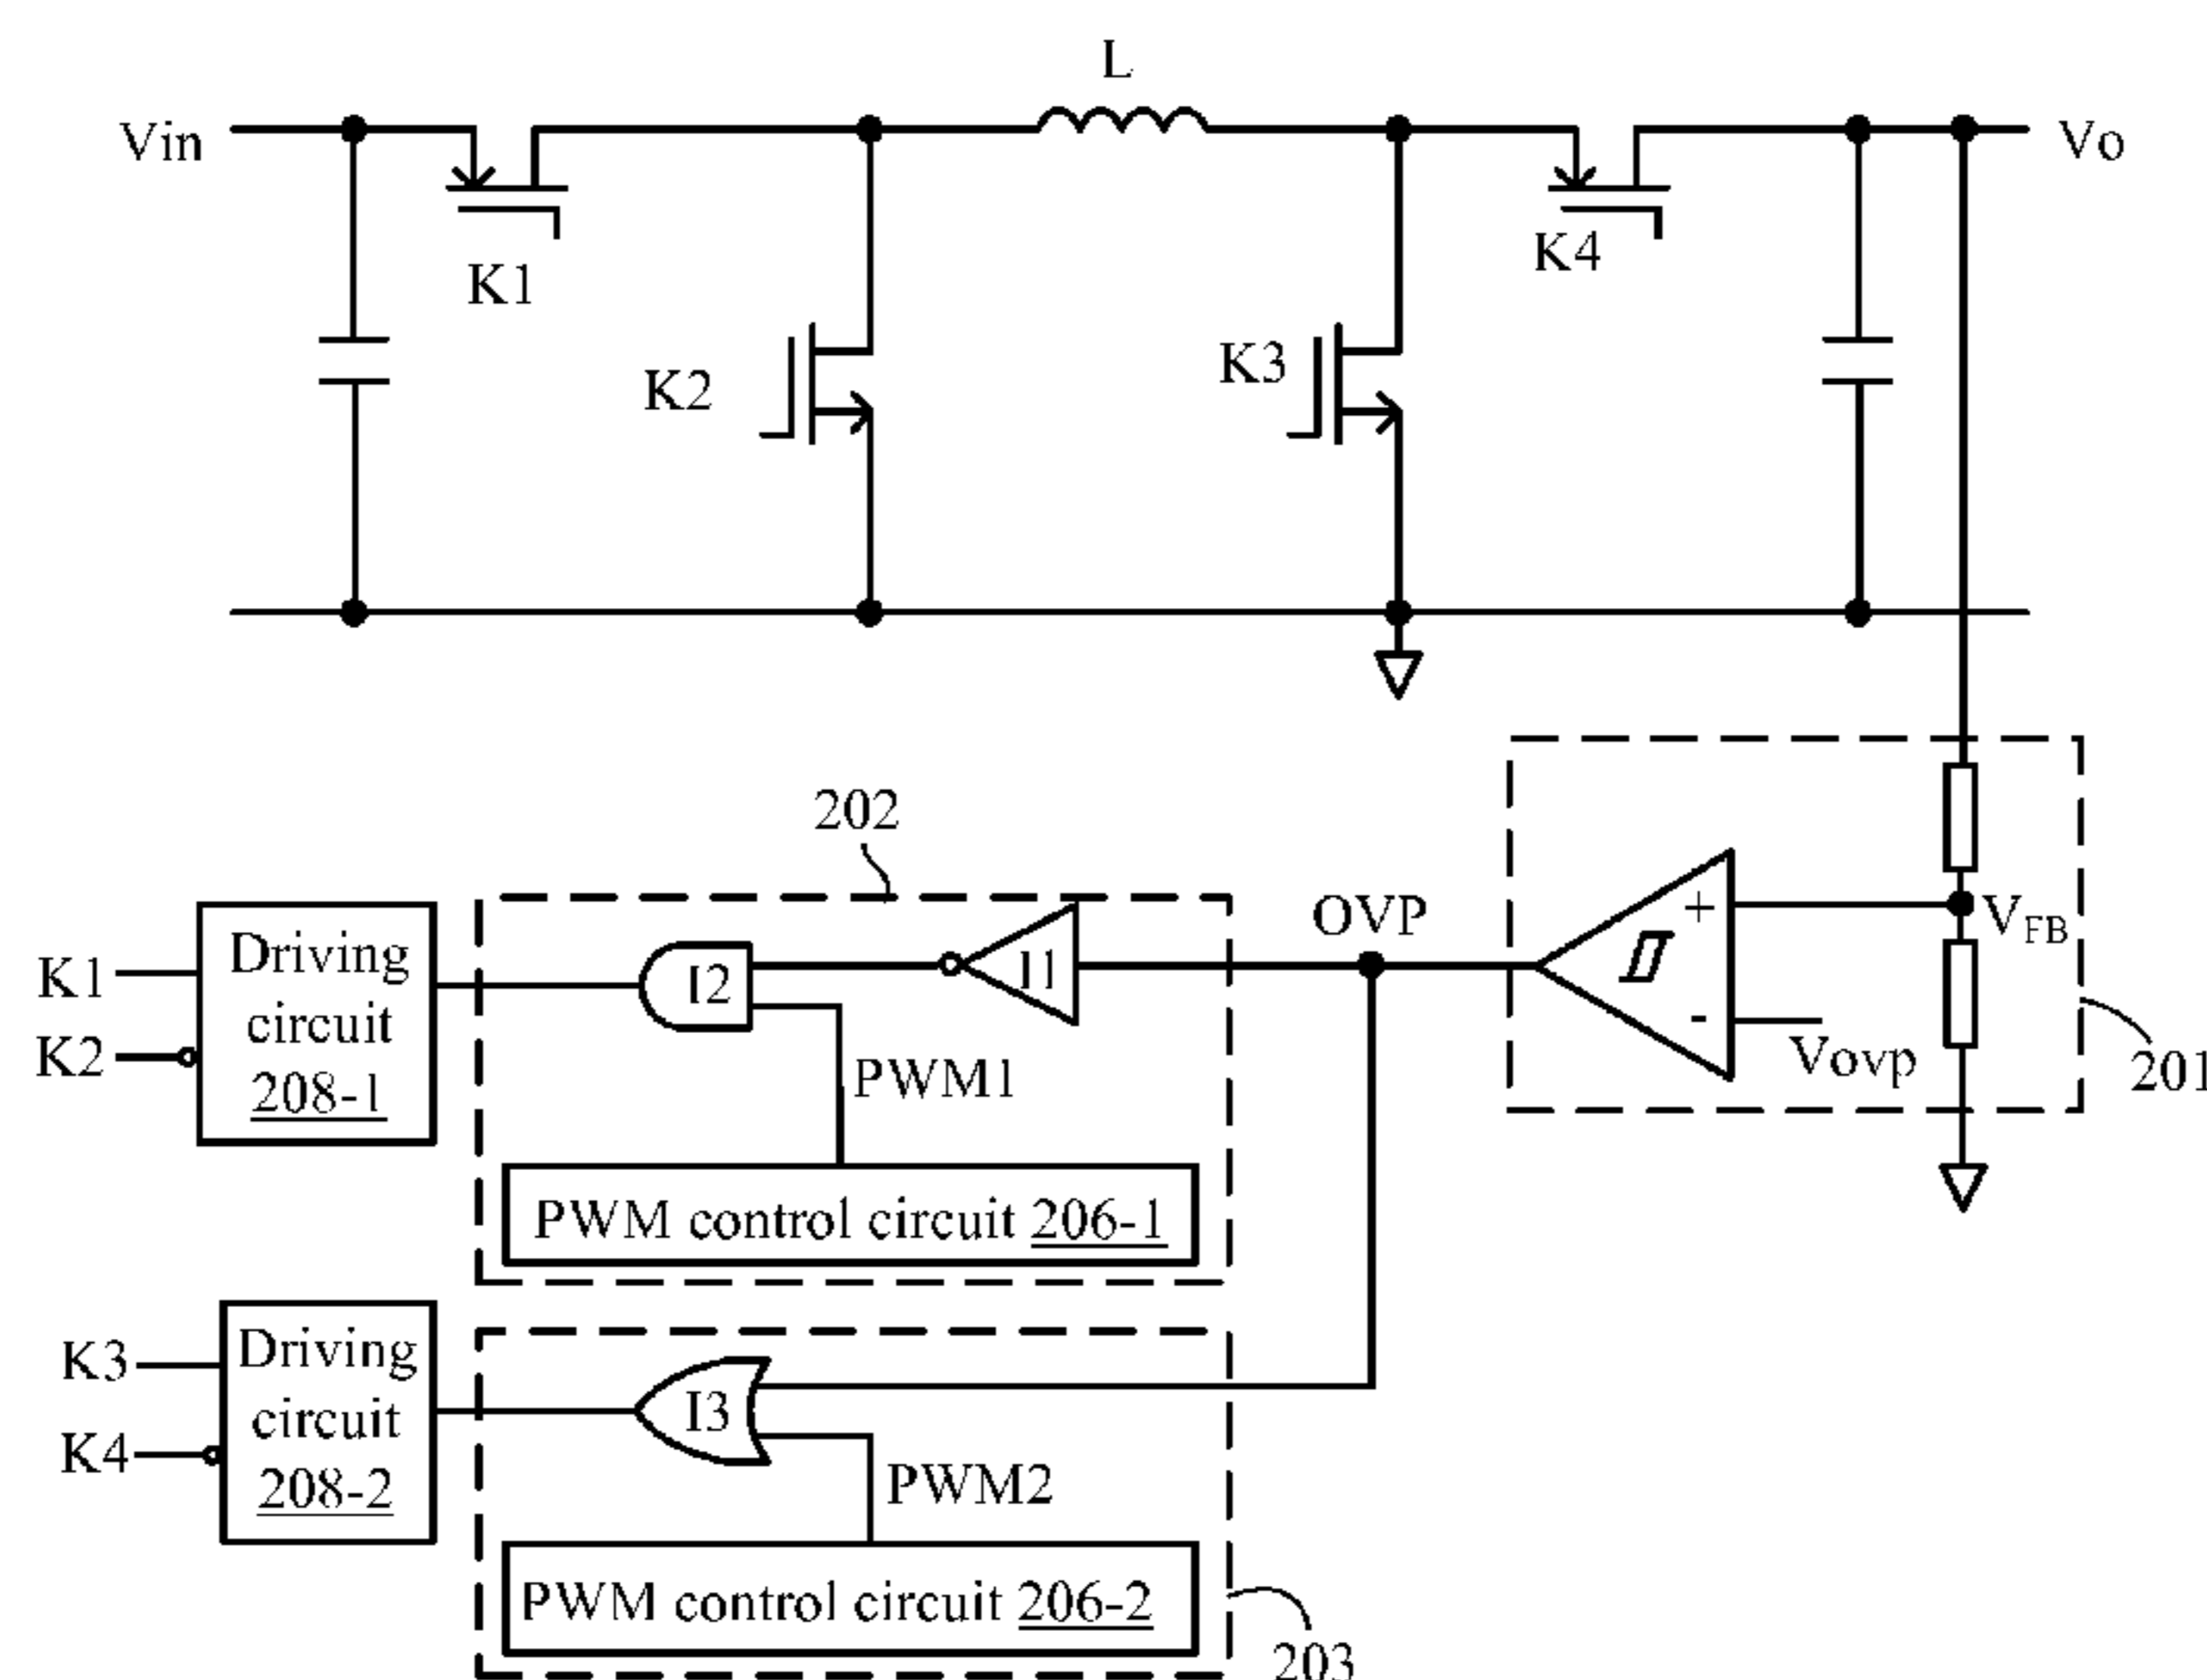 L
Vin
Vo
K1
K4
K2
K3
202
OVP
+
VFB
-
Vovp
201
K1
K2
Driving
circuit
208-1
I2
I1
PWM1
PWM control circuit 206-1
K3
K4
Driving
circuit
208-2
I3
PWM2
PWM control circuit 206-2
203